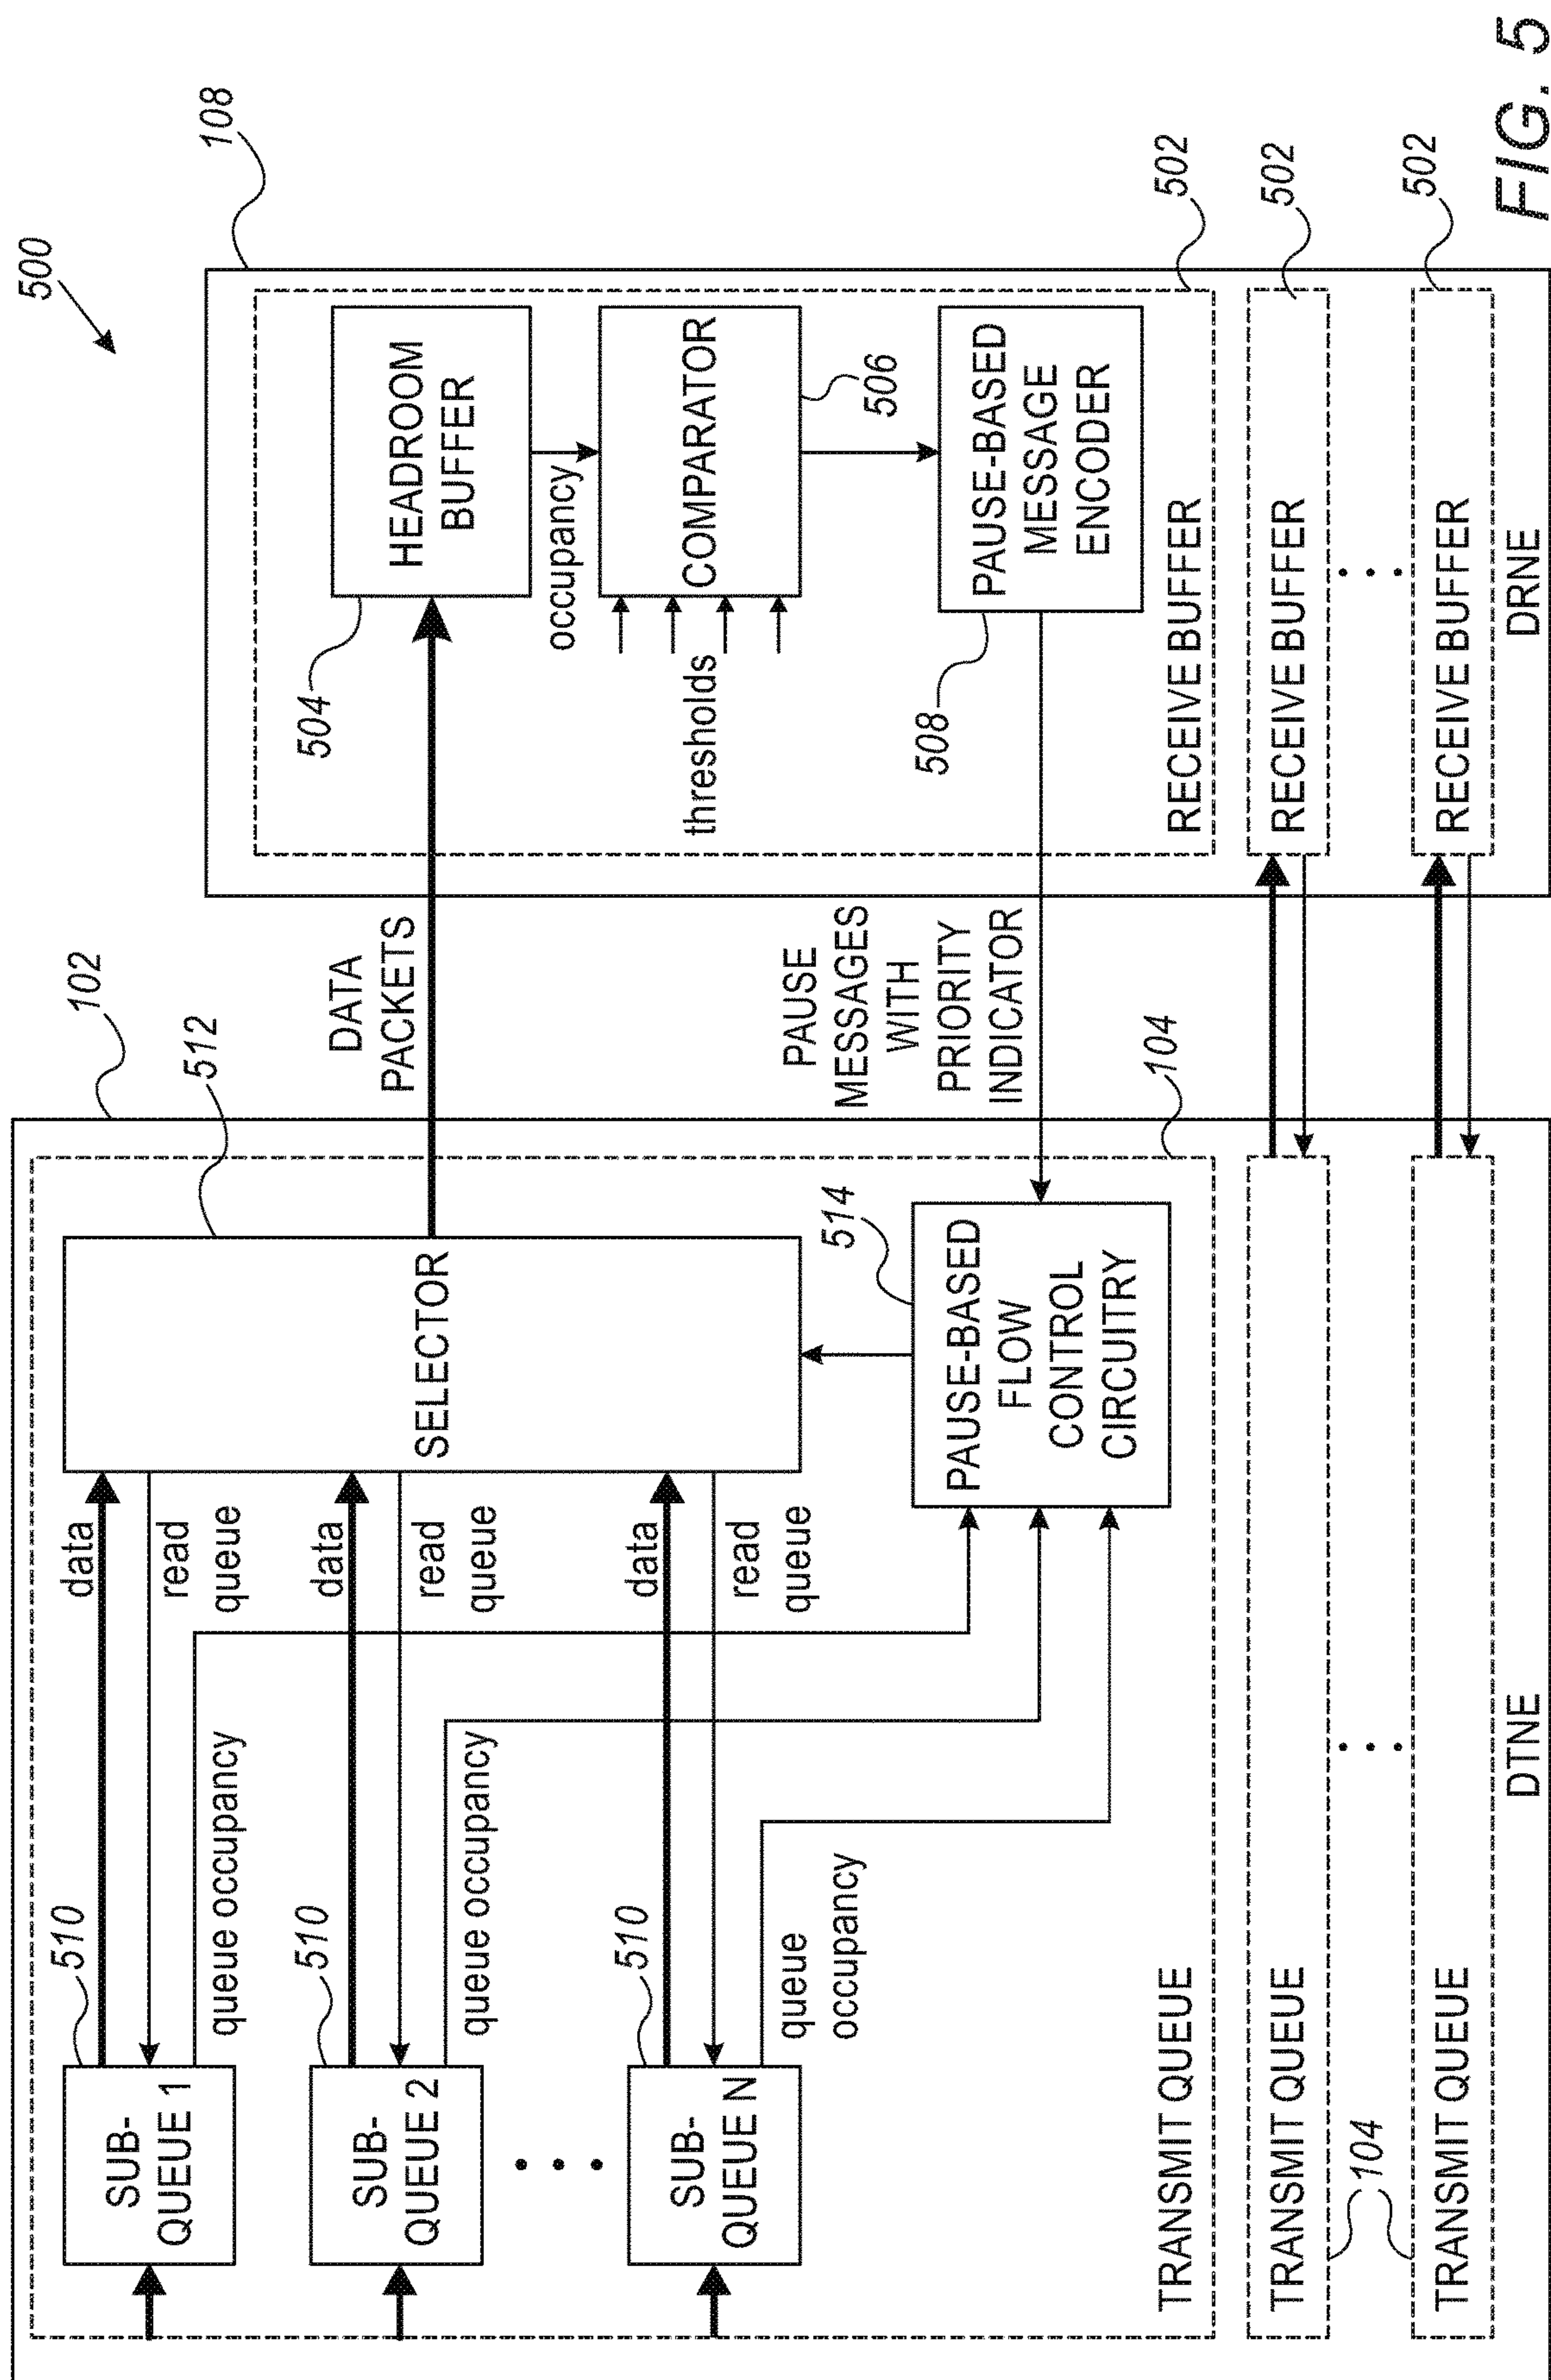 500
102
108
510
SUB-
QUEUE 1
data
read
queue
queue occupancy
512
SELECTOR
DATA
PACKETS
504
HEADROOM
BUFFER
occupancy
510
SUB-
QUEUE 2
data
read
queue
queue occupancy
thresholds
COMPARATOR
506
510
SUB-
QUEUE N
data
read
queue
queue
occupancy
514
PAUSE-BASED
FLOW
CONTROL
CIRCUITRY
PAUSE
MESSAGES
WITH
PRIORITY
INDICATOR
508
PAUSE-BASED
MESSAGE
ENCODER
TRANSMIT QUEUE
104
RECEIVE BUFFER
502
TRANSMIT QUEUE
RECEIVE BUFFER
502
104
TRANSMIT QUEUE
RECEIVE BUFFER
502
DTNE
DRNE
FIG. 5